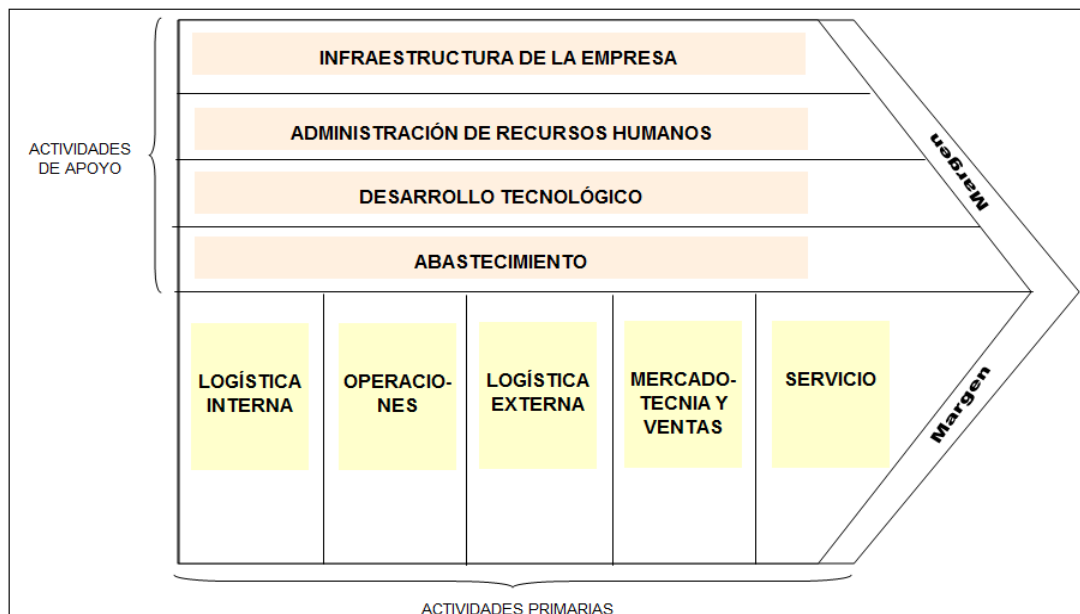 INFRAESTRUCTURA DE LA EMPRESA
ADMINISTRACIÓN DE RECURSOS HUMANOS
ACTIVIDADES
DE APOYO
DESARROLLO TECNOLÓGICO
ABASTECIMIENTO
Margen
LOGÍSTICA
INTERNA
OPERACIO-
NES
LOGÍSTICA
EXTERNA
MERCADO-
TECNIA Y
VENTAS
SERVICIO
Margen
ACTIVIDADES PRIMARIAS